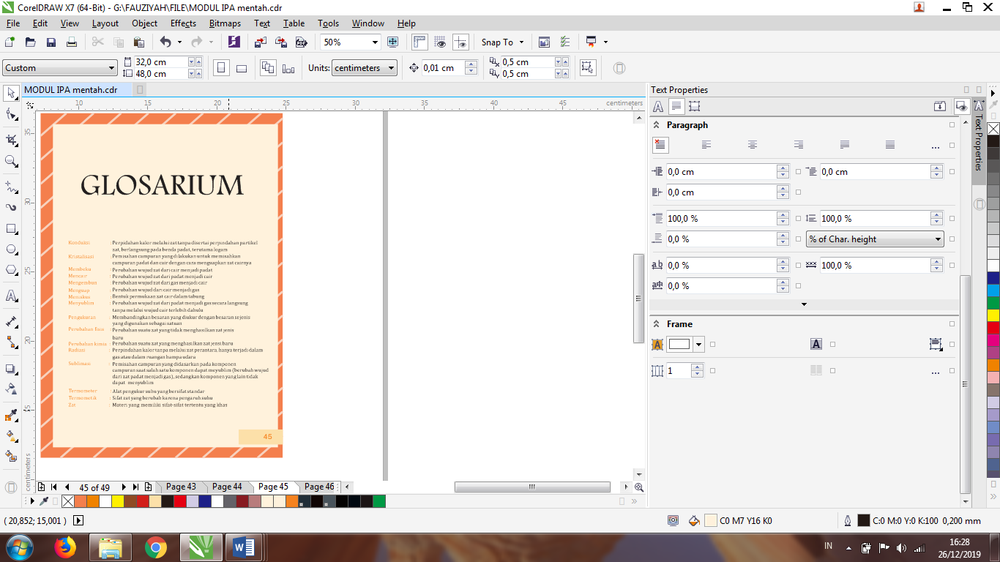 CorelDRAW X7 (64-Bit) - G:\FAUZIYAH\FILE\MODUL IPA mentah.cdr
File Edit View Layout Object Effects Bitmaps Text Table Tools Window Help
50% Snap To
Custom 32,0 cm 48,0 cm Units: centimeters 0,01 cm 0,5 cm 0,5 cm
MODUL IPA mentah.cdr
Text Properties
10 15 20 25 30 35 40 45 centimeters
35
30
25
20
15
centimeters
GLOSARIUM
Konduksi : Perpidahan kalor melalui zat tanpa disertai perpindahan partikel
zat, berlangsung pada benda padat, terutama logam
Kristalisasi : Pemisahan campuran yang dilakukan untuk memisahkan
campuran padat dan cair dengan cara menguapkan zat cairnya
Membeku : Perubahan wujud zat dari cair menjadi padat
Mencair : Perubahan wujud zat dari padat menjadi cair
Mengembun : Perubahan wujud zat dari gas menjadi cair
Menguap : Perubahan wujud dari cair menjadi gas
Meniskus : Bentuk permukaan zat cair dalam tabung
Menyublim : Perubahan wujud zat dari padat menjadi gas secara langsung
tanpa melalui wujud cair terlebih dahulu
Pengukuran : Membandingkan besaran yang diukur dengan besaran sejenis
yang digunakan sebagai satuan
Perubahan fisis : Perubahan suatu zat yang tidak menghasilkan zat jenis
baru
Perubahan kimia : Perubahan suatu zat yang menghasilkan zat jensi baru
Radiasi : Perpindahan kalor tanpa melalui zat perantara, hanya terjadi dalam
gas atau dalam ruangan hampa udara
Sublimasi : Pemisahan campuran yang didasarkan pada komponen
campuran saat salah satu komponen dapat meyublim (berubah wujud
dari zat padat menjadi gas), sedangkan komponen yang lain tidak
dapat menyublim
Termometer : Alat pengukur suhu yang bersifat standar
Termometik : Sifat zat yang berubah karena pengaruh suhu
Zat : Materi yang memiliki sifat-sifat tertentu yang khas
45
Paragraph
0,0 cm 0,0 cm
0,0 cm
100,0 % 100,0 %
0,0 % % of Char. height
0,0 % 100,0 %
0,0 %
Frame
1
Text Properties
45 of 49 Page 43 Page 44 Page 45 Page 46
( 20,852; 15,001 ) C0 M7 Y16 K0 C:0 M:0 Y:0 K:100 0,200 mm
IN 16:28
26/12/2019